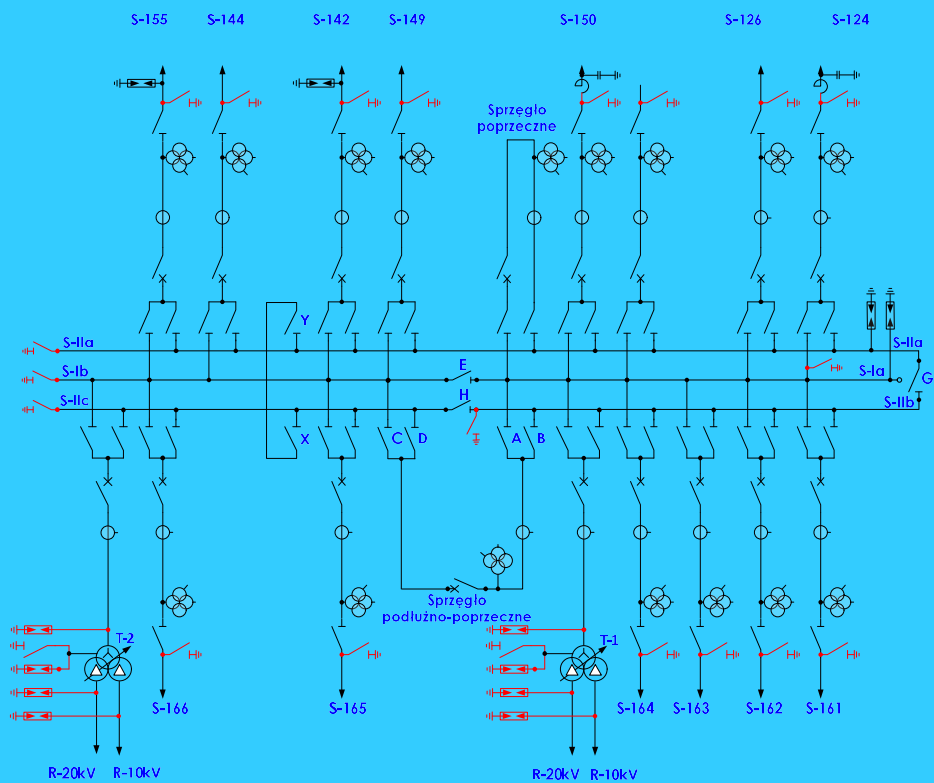 S-155 S-144 S-142 S-149 S-150 S-126 S-124
Sprzęgło
poprzeczne
Y
S-IIa S-IIa
E
S-Ib S-Ia G
H
S-IIc S-IIb
X C D A B
Sprzęgło
podłużno-poprzeczne
T-2 T-1
S-166 S-165 S-164 S-163 S-162 S-161
R-20kV R-10kV R-20kV R-10kV